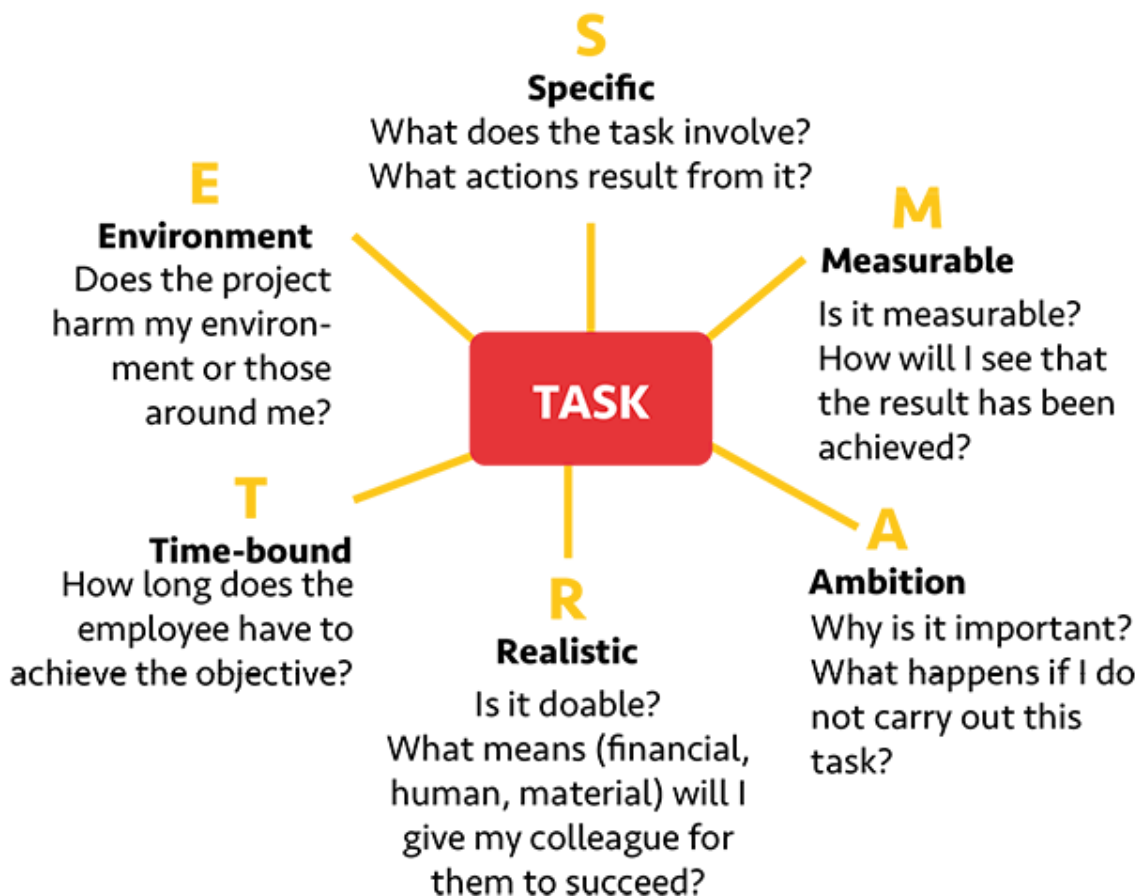 S
Specific
What does the task involve?
What actions result from it?
M
Measurable
Is it measurable?
How will I see that
the result has been
achieved?
A
Ambition
Why is it important?
What happens if I do
not carry out this
task?
R
Realistic
Is it doable?
What means (financial,
human, material) will I
give my colleague for
them to succeed?
T
Time-bound
How long does the
employee have to
achieve the objective?
E
Environment
Does the project
harm my environ-
ment or those
around me?
TASK